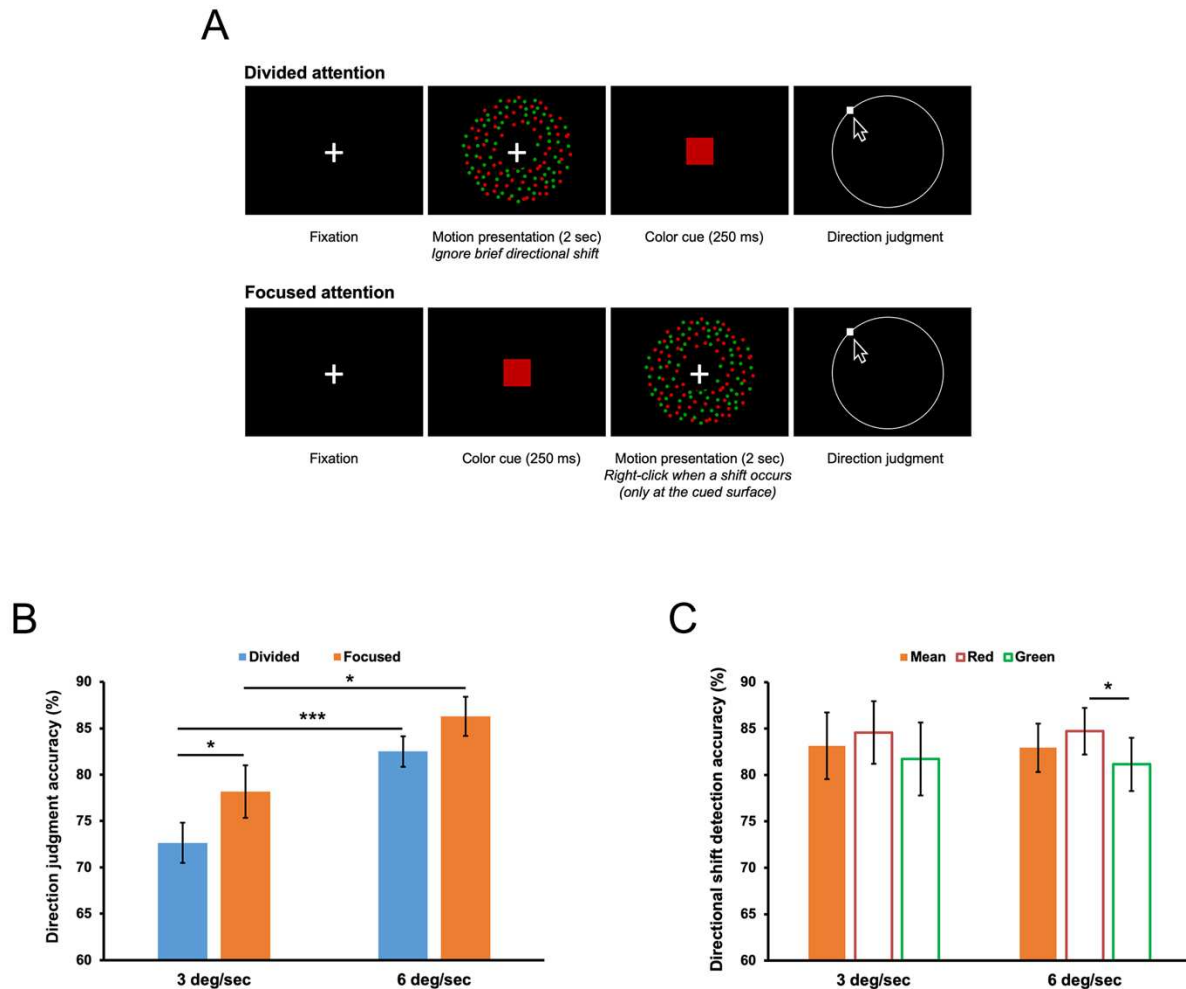 A
Divided attention
Fixation
Motion presentation (2 sec)
Ignore brief directional shift
Color cue (250 ms)
Direction judgment
Focused attention
Fixation
Color cue (250 ms)
Motion presentation (2 sec)
Right-click when a shift occurs
(only at the cued surface)
Direction judgment
B
Divided
Focused
Direction judgment accuracy (%)
90
85
80
75
70
65
60
*
***
*
3 deg/sec
6 deg/sec
C
Mean
Red
Green
Directional shift detection accuracy (%)
90
85
80
75
70
65
60
*
3 deg/sec
6 deg/sec